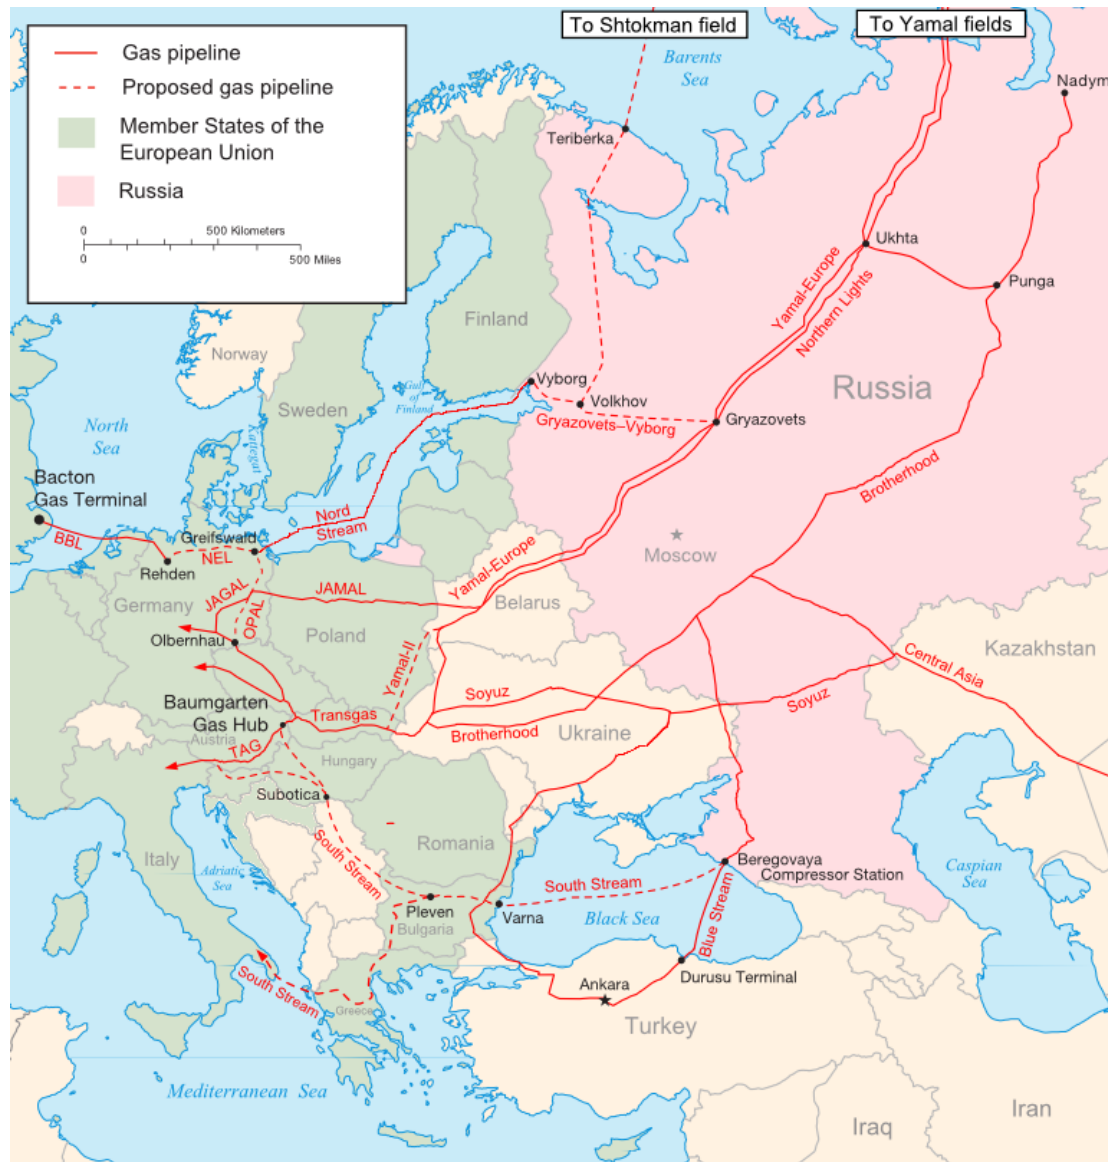 To Shtokman field
To Yamal fields
Gas pipeline
Proposed gas pipeline
Member States of the
European Union
Russia
0
500 Kilometers
0
500 Miles
Barents
Sea
Nadym
Teriberka
Ukhta
Punga
Yamal-Europe
Northern Lights
Finland
Norway
Sweden
Gulf
of
Finland
Vyborg
Volkhov
Gryazovets–Vyborg
Gryazovets
Russia
North
Sea
Kattegat
Bacton
Gas Terminal
BBL
Greifswald
NEL
Rehden
Nord
Stream
Brotherhood
Moscow
Yamal-Europe
Belarus
JAGAL
JAMAL
Germany
OPAL
Poland
Olbernhau
Yamal-II
Kazakhstan
Central Asia
Soyuz
Soyuz
Baumgarten
Gas Hub
Transgas
Brotherhood
Ukraine
Austria
TAG
Hungary
Subotica
Romania
South Stream
Italy
Adriatic
Sea
Beregovaya
Compressor Station
Caspian
Sea
South Stream
Pleven
Bulgaria
Varna
Black Sea
Blue Stream
Durusu Terminal
Ankara
South Stream
Greece
Turkey
Mediterranean Sea
Iraq
Iran